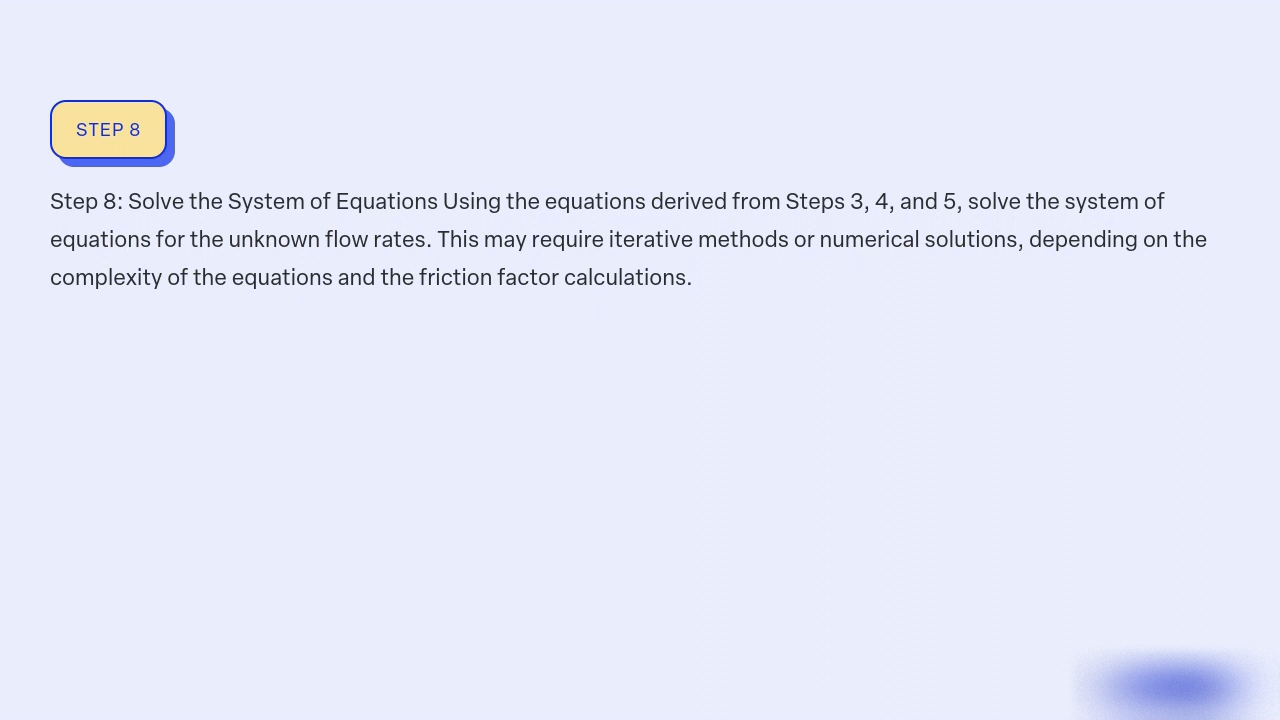 STEP 8
Step 8: Solve the System of Equations Using the equations derived from Steps 3, 4, and 5, solve the system of
equations for the unknown flow rates. This may require iterative methods or numerical solutions, depending on the
complexity of the equations and the friction factor calculations.